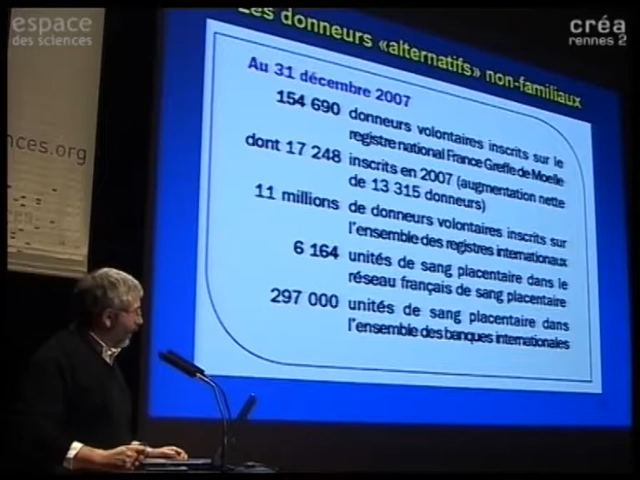 espace
des sciences
créa
rennes 2
Les donneurs «alternatifs» non-familiaux
Au 31 décembre 2007
154 690 donneurs volontaires inscrits sur le
registre national France Greffe de Moelle
dont 17 248 inscrits en 2007 (augmentation nette
de 13 315 donneurs)
11 millions de donneurs volontaires inscrits sur
l'ensemble des registres internationaux
6 164 unités de sang placentaire dans le
réseau français de sang placentaire
297 000 unités de sang placentaire dans
l'ensemble des banques internationales
nces.org